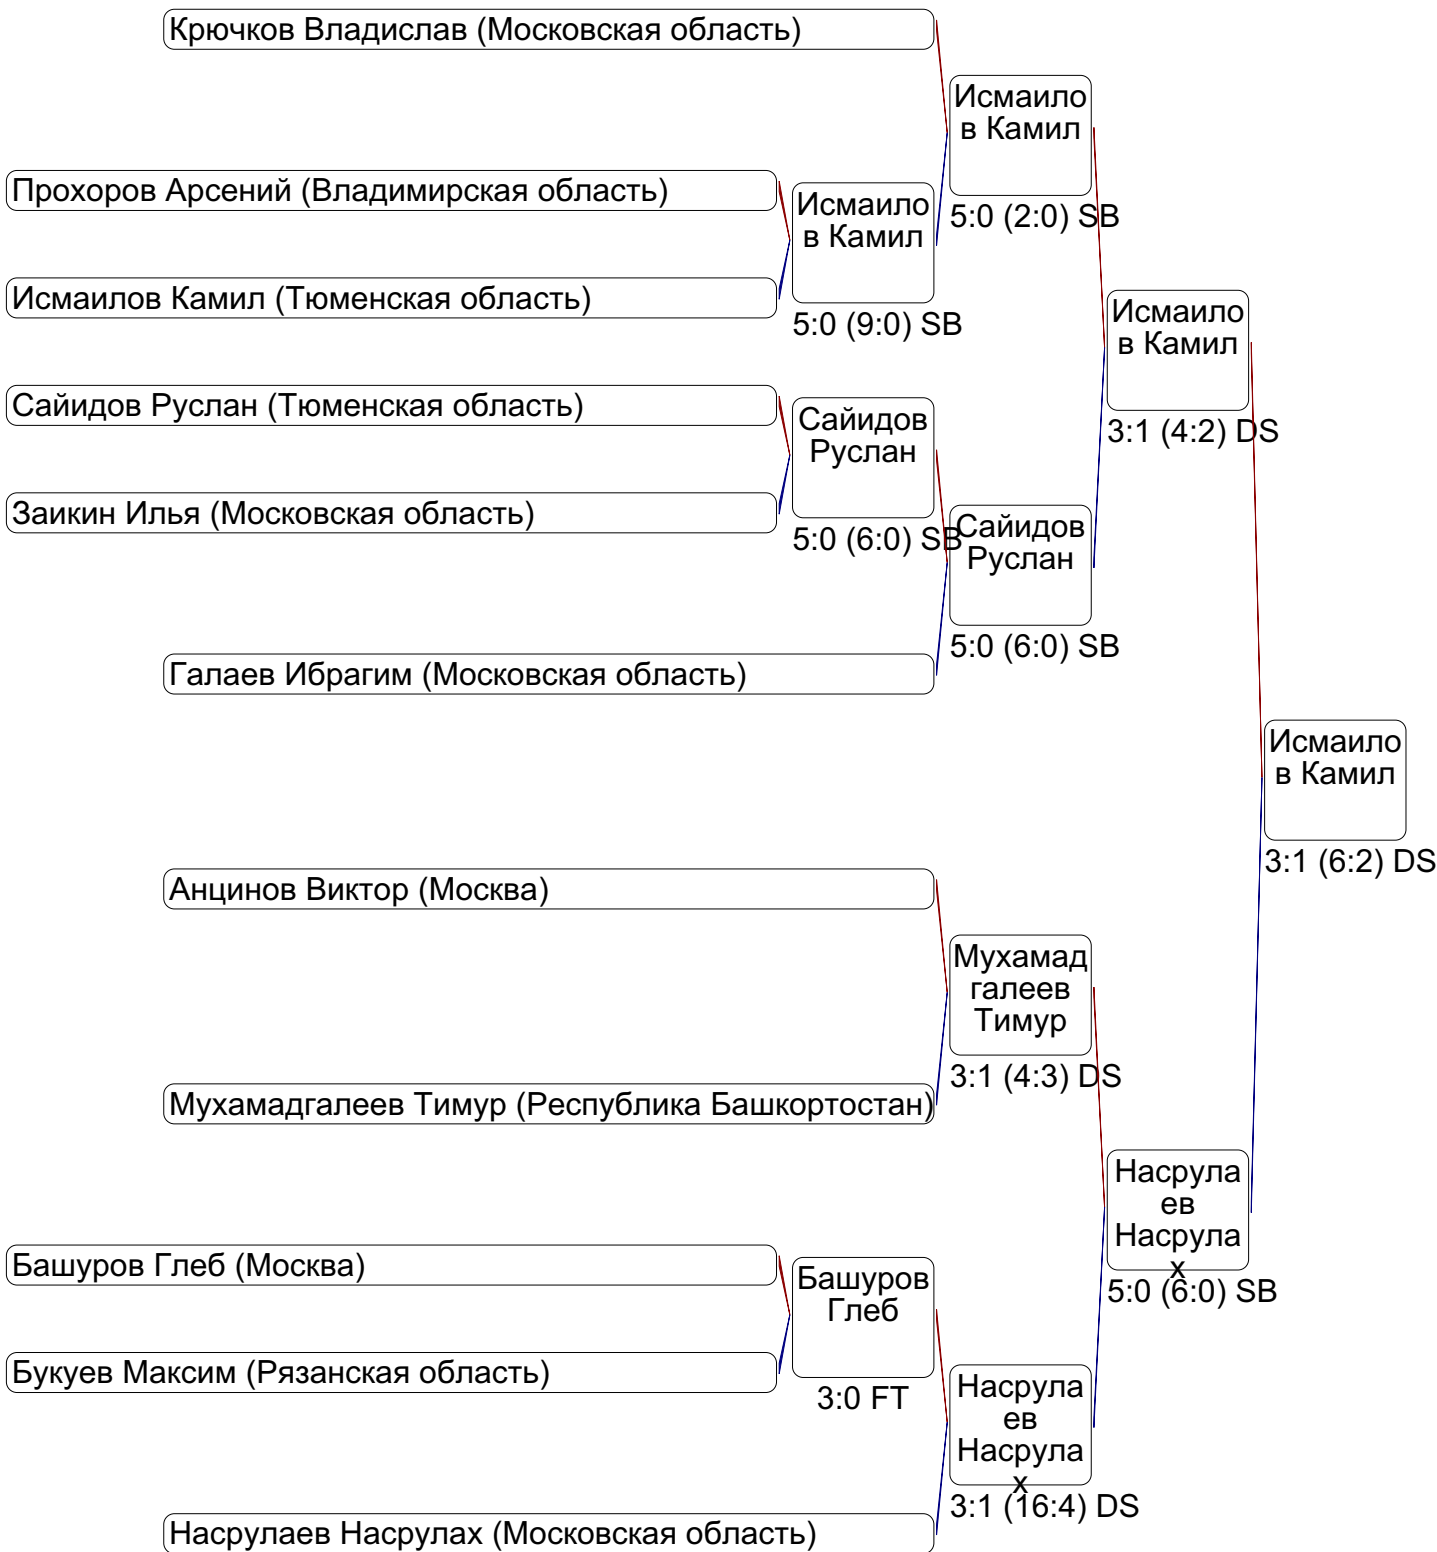 Крючков Владислав (Московская область)
Исмаило
в Камил
5:0 (2:0) SB
Прохоров Арсений (Владимирская область)
Исмаило
в Камил
5:0 (9:0) SB
Исмаилов Камил (Тюменская область)
Исмаило
в Камил
3:1 (4:2) DS
Сайидов Руслан (Тюменская область)
Сайидов
Руслан
5:0 (6:0) SB
Заикин Илья (Московская область)
Сайидов
Руслан
5:0 (6:0) SB
Галаев Ибрагим (Московская область)
Исмаило
в Камил
3:1 (6:2) DS
Анцинов Виктор (Москва)
Мухамад
галеев
Тимур
3:1 (4:3) DS
Мухамадгалеев Тимур (Республика Башкортостан)
Насрула
ев
Насрула
х
5:0 (6:0) SB
Башуров Глеб (Москва)
Башуров
Глеб
3:0 FT
Букуев Максим (Рязанская область)
Насрула
ев
Насрула
х
3:1 (16:4) DS
Насрулаев Насрулах (Московская область)